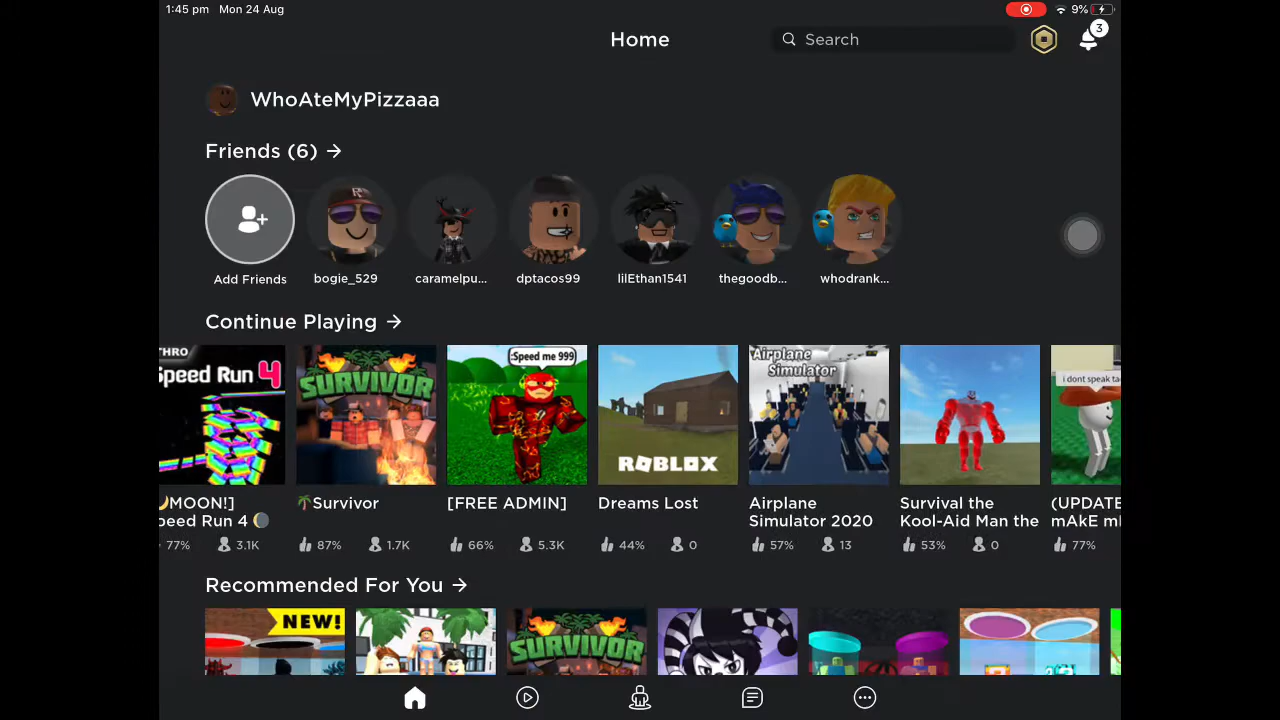 1:45 pm Mon 24 Aug 9%
Home
Search
3
WhoAteMyPizzaaa
Friends (6)
Add Friends
bogie_529
caramelpu...
dptacos99
lilEthan1541
thegoodb...
whodrank...
Continue Playing
THRO
Speed Run 4
SURVIVOR
:Speed me 999
ROBLOX
Airplane
Simulator
i dont speak ta
MOON!]
peed Run 4
77% 3.1K
Survivor
87% 1.7K
[FREE ADMIN]
66% 5.3K
Dreams Lost
44% 0
Airplane
Simulator 2020
57% 13
Survival the
Kool-Aid Man the
53% 0
(UPDATE
mAkE m
77%
Recommended For You
NEW!
SURVIVOR